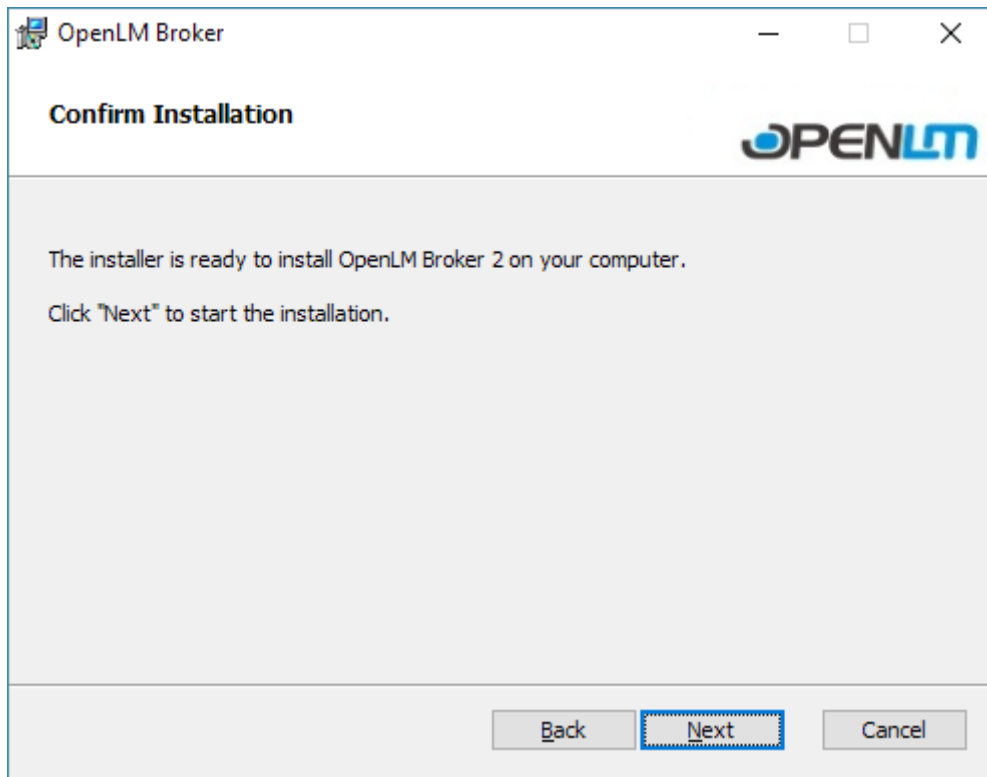 OpenLM Broker
Confirm Installation
OPENLM
The installer is ready to install OpenLM Broker 2 on your computer.
Click "Next" to start the installation.
Back
Next
Cancel